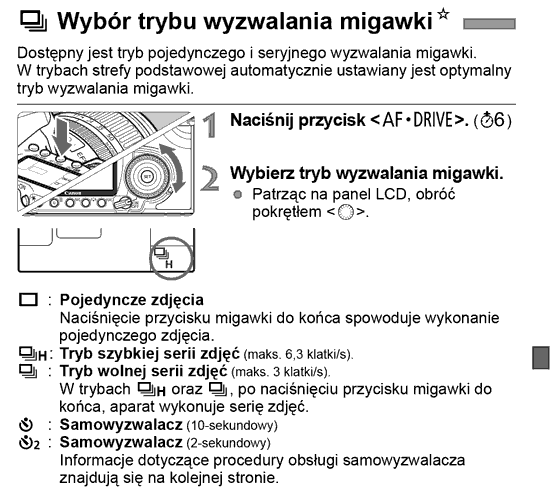 Wybór trybu wyzwalania migawki☆
Dostępny jest tryb pojedynczego i seryjnego wyzwalania migawki.
W trybach strefy podstawowej automatycznie ustawiany jest optymalny
tryb wyzwalania migawki.
1 Naciśnij przycisk <AF•DRIVE>. (⏱6)
2 Wybierz tryb wyzwalania migawki.
● Patrząc na panel LCD, obróć
pokrętłem < >.
SET
Canon
H
: Pojedyncze zdjęcia
Naciśnięcie przycisku migawki do końca spowoduje wykonanie
pojedynczego zdjęcia.
H: Tryb szybkiej serii zdjęć (maks. 6,3 klatki/s).
: Tryb wolnej serii zdjęć (maks. 3 klatki/s).
W trybach H oraz , po naciśnięciu przycisku migawki do
końca, aparat wykonuje serię zdjęć.
: Samowyzwalacz (10-sekundowy)
2 : Samowyzwalacz (2-sekundowy)
Informacje dotyczące procedury obsługi samowyzwalacza
znajdują się na kolejnej stronie.